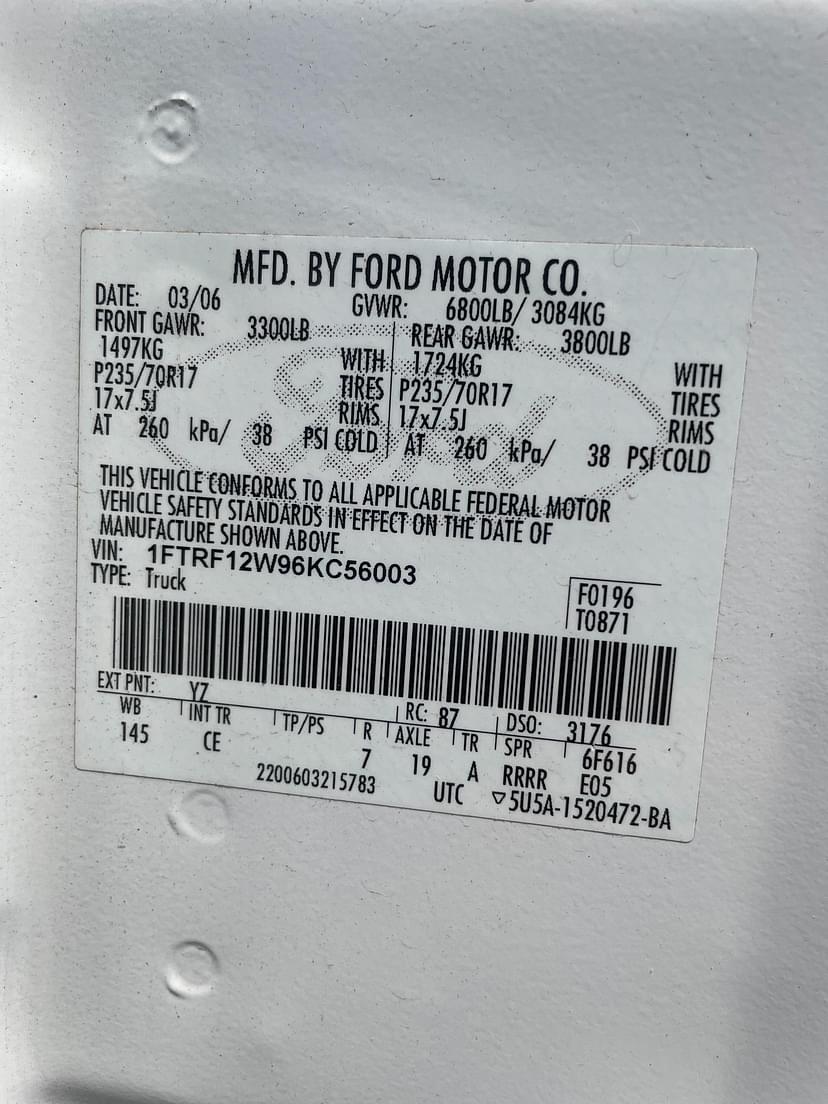 MFD. BY FORD MOTOR CO.
DATE: 03/06 GVWR: 6800LB/ 3084KG
FRONT GAWR: 3300LB REAR GAWR: 3800LB
1497KG WITH 1724KG WITH
P235/70R17 TIRES P235/70R17 TIRES
17x7.5J RIMS 17x7.5J RIMS
AT 260 kPa/ 38 PSI COLD AT 260 kPa/ 38 PSI COLD
THIS VEHICLE CONFORMS TO ALL APPLICABLE FEDERAL MOTOR
VEHICLE SAFETY STANDARDS IN EFFECT ON THE DATE OF
MANUFACTURE SHOWN ABOVE.
VIN: 1FTRF12W96KC56003
TYPE: Truck
F0196
T0871
EXT PNT: YZ RC: 87 DSO: 3176
WB INT TR TP/PS R AXLE TR SPR 6F616
145 CE 7 19 A RRRR E05
2200603215783 UTC ▽5U5A-1520472-BA
Ford